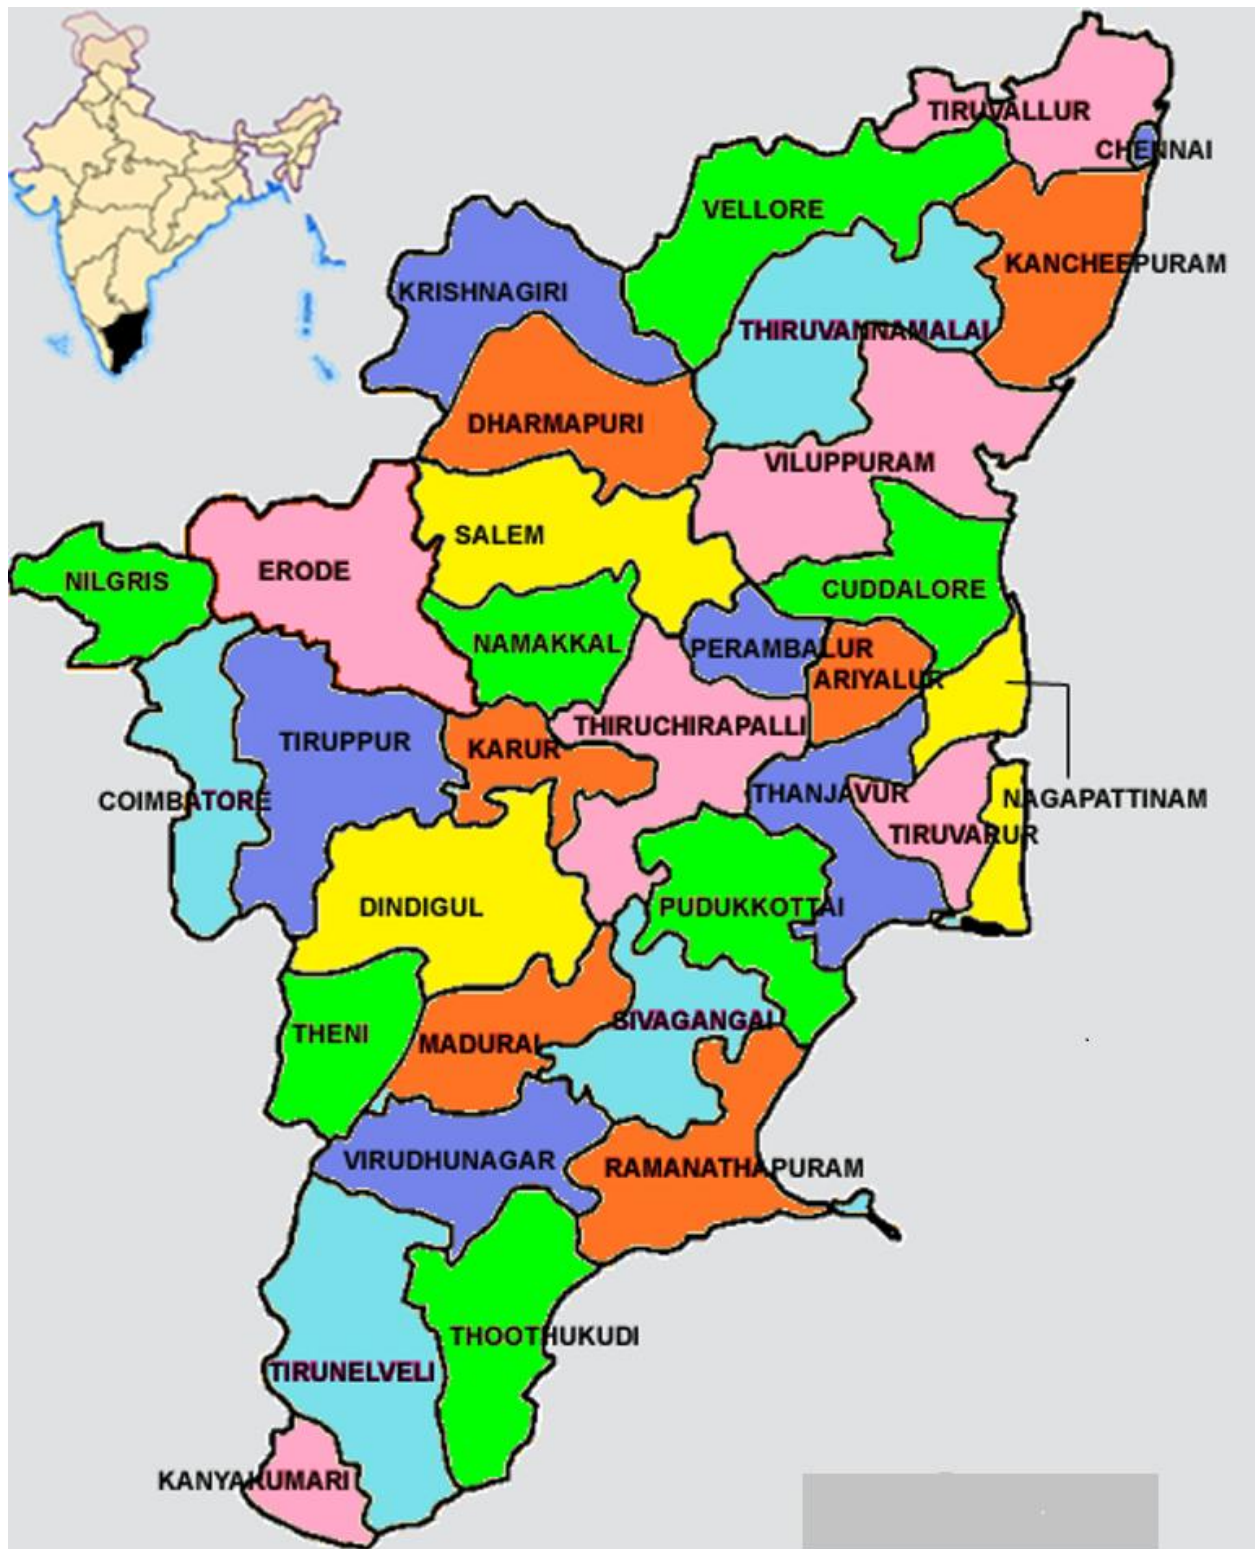 TIRUVALLUR
CHENNAI
VELLORE
KANCHEEPURAM
KRISHNAGIRI
THIRUVANNAMALAI
DHARMAPURI
VILUPPURAM
SALEM
ERODE
NILGRIS
CUDDALORE
NAMAKKAL
PERAMBALUR
ARIYALUR
THIRUCHIRAPALLI
TIRUPPUR
KARUR
COIMBATORE
THANJAVUR
NAGAPATTINAM
TIRUVARUR
DINDIGUL
PUDUKKOTTAI
SIVAGANGAI
THENI
MADURAI
VIRUDHUNAGAR
RAMANATHAPURAM
THOOTHUKUDI
TIRUNELVELI
KANYAKUMARI